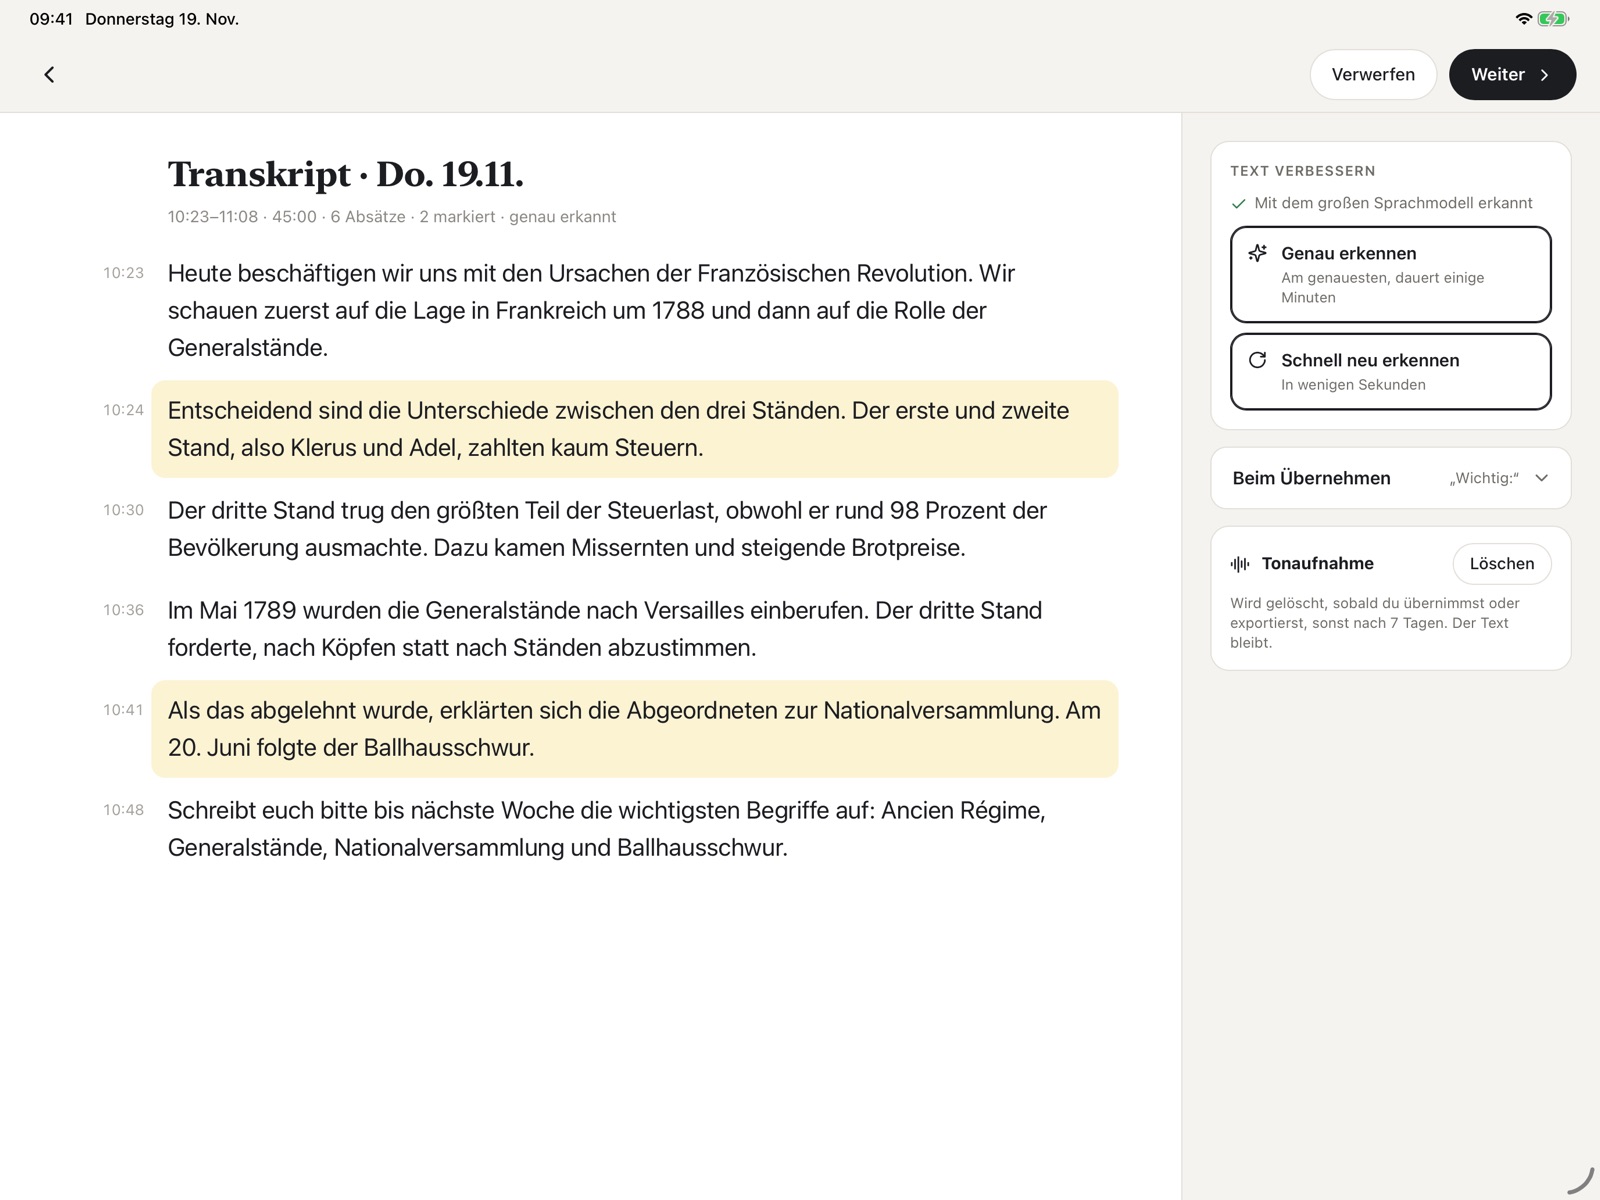 09:41 Donnerstag 19. Nov.
Verwerfen
Weiter
Transkript · Do. 19.11.
10:23–11:08 · 45:00 · 6 Absätze · 2 markiert · genau erkannt
10:23 Heute beschäftigen wir uns mit den Ursachen der Französischen Revolution. Wir
schauen zuerst auf die Lage in Frankreich um 1788 und dann auf die Rolle der
Generalstände.
10:24 Entscheidend sind die Unterschiede zwischen den drei Ständen. Der erste und zweite
Stand, also Klerus und Adel, zahlten kaum Steuern.
10:30 Der dritte Stand trug den größten Teil der Steuerlast, obwohl er rund 98 Prozent der
Bevölkerung ausmachte. Dazu kamen Missernten und steigende Brotpreise.
10:36 Im Mai 1789 wurden die Generalstände nach Versailles einberufen. Der dritte Stand
forderte, nach Köpfen statt nach Ständen abzustimmen.
10:41 Als das abgelehnt wurde, erklärten sich die Abgeordneten zur Nationalversammlung. Am
20. Juni folgte der Ballhausschwur.
10:48 Schreibt euch bitte bis nächste Woche die wichtigsten Begriffe auf: Ancien Régime,
Generalstände, Nationalversammlung und Ballhausschwur.
TEXT VERBESSERN
Mit dem großen Sprachmodell erkannt
Genau erkennen
Am genauesten, dauert einige
Minuten
Schnell neu erkennen
In wenigen Sekunden
Beim Übernehmen „Wichtig:“
Tonaufnahme Löschen
Wird gelöscht, sobald du übernimmst oder
exportierst, sonst nach 7 Tagen. Der Text
bleibt.